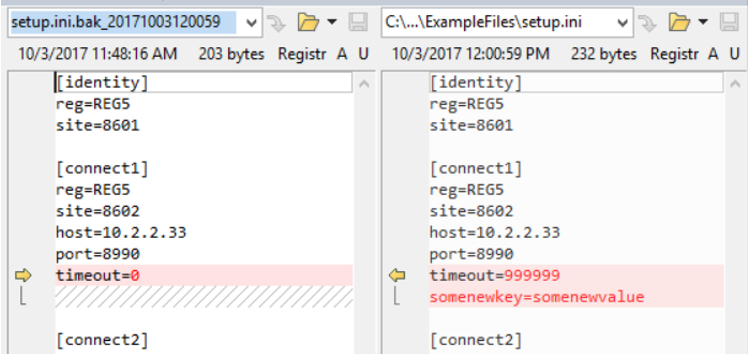 setup.ini.bak_20171003120059
10/3/2017 11:48:16 AM 203 bytes Registr A U
[identity]
reg=REG5
site=8601
[connect1]
reg=REG5
site=8602
host=10.2.2.33
port=8990
timeout=0
[connect2]
C:\...\ExampleFiles\setup.ini
10/3/2017 12:00:59 PM 232 bytes Registr A U
[identity]
reg=REG5
site=8601
[connect1]
reg=REG5
site=8602
host=10.2.2.33
port=8990
timeout=999999
somenewkey=somenewvalue
[connect2]